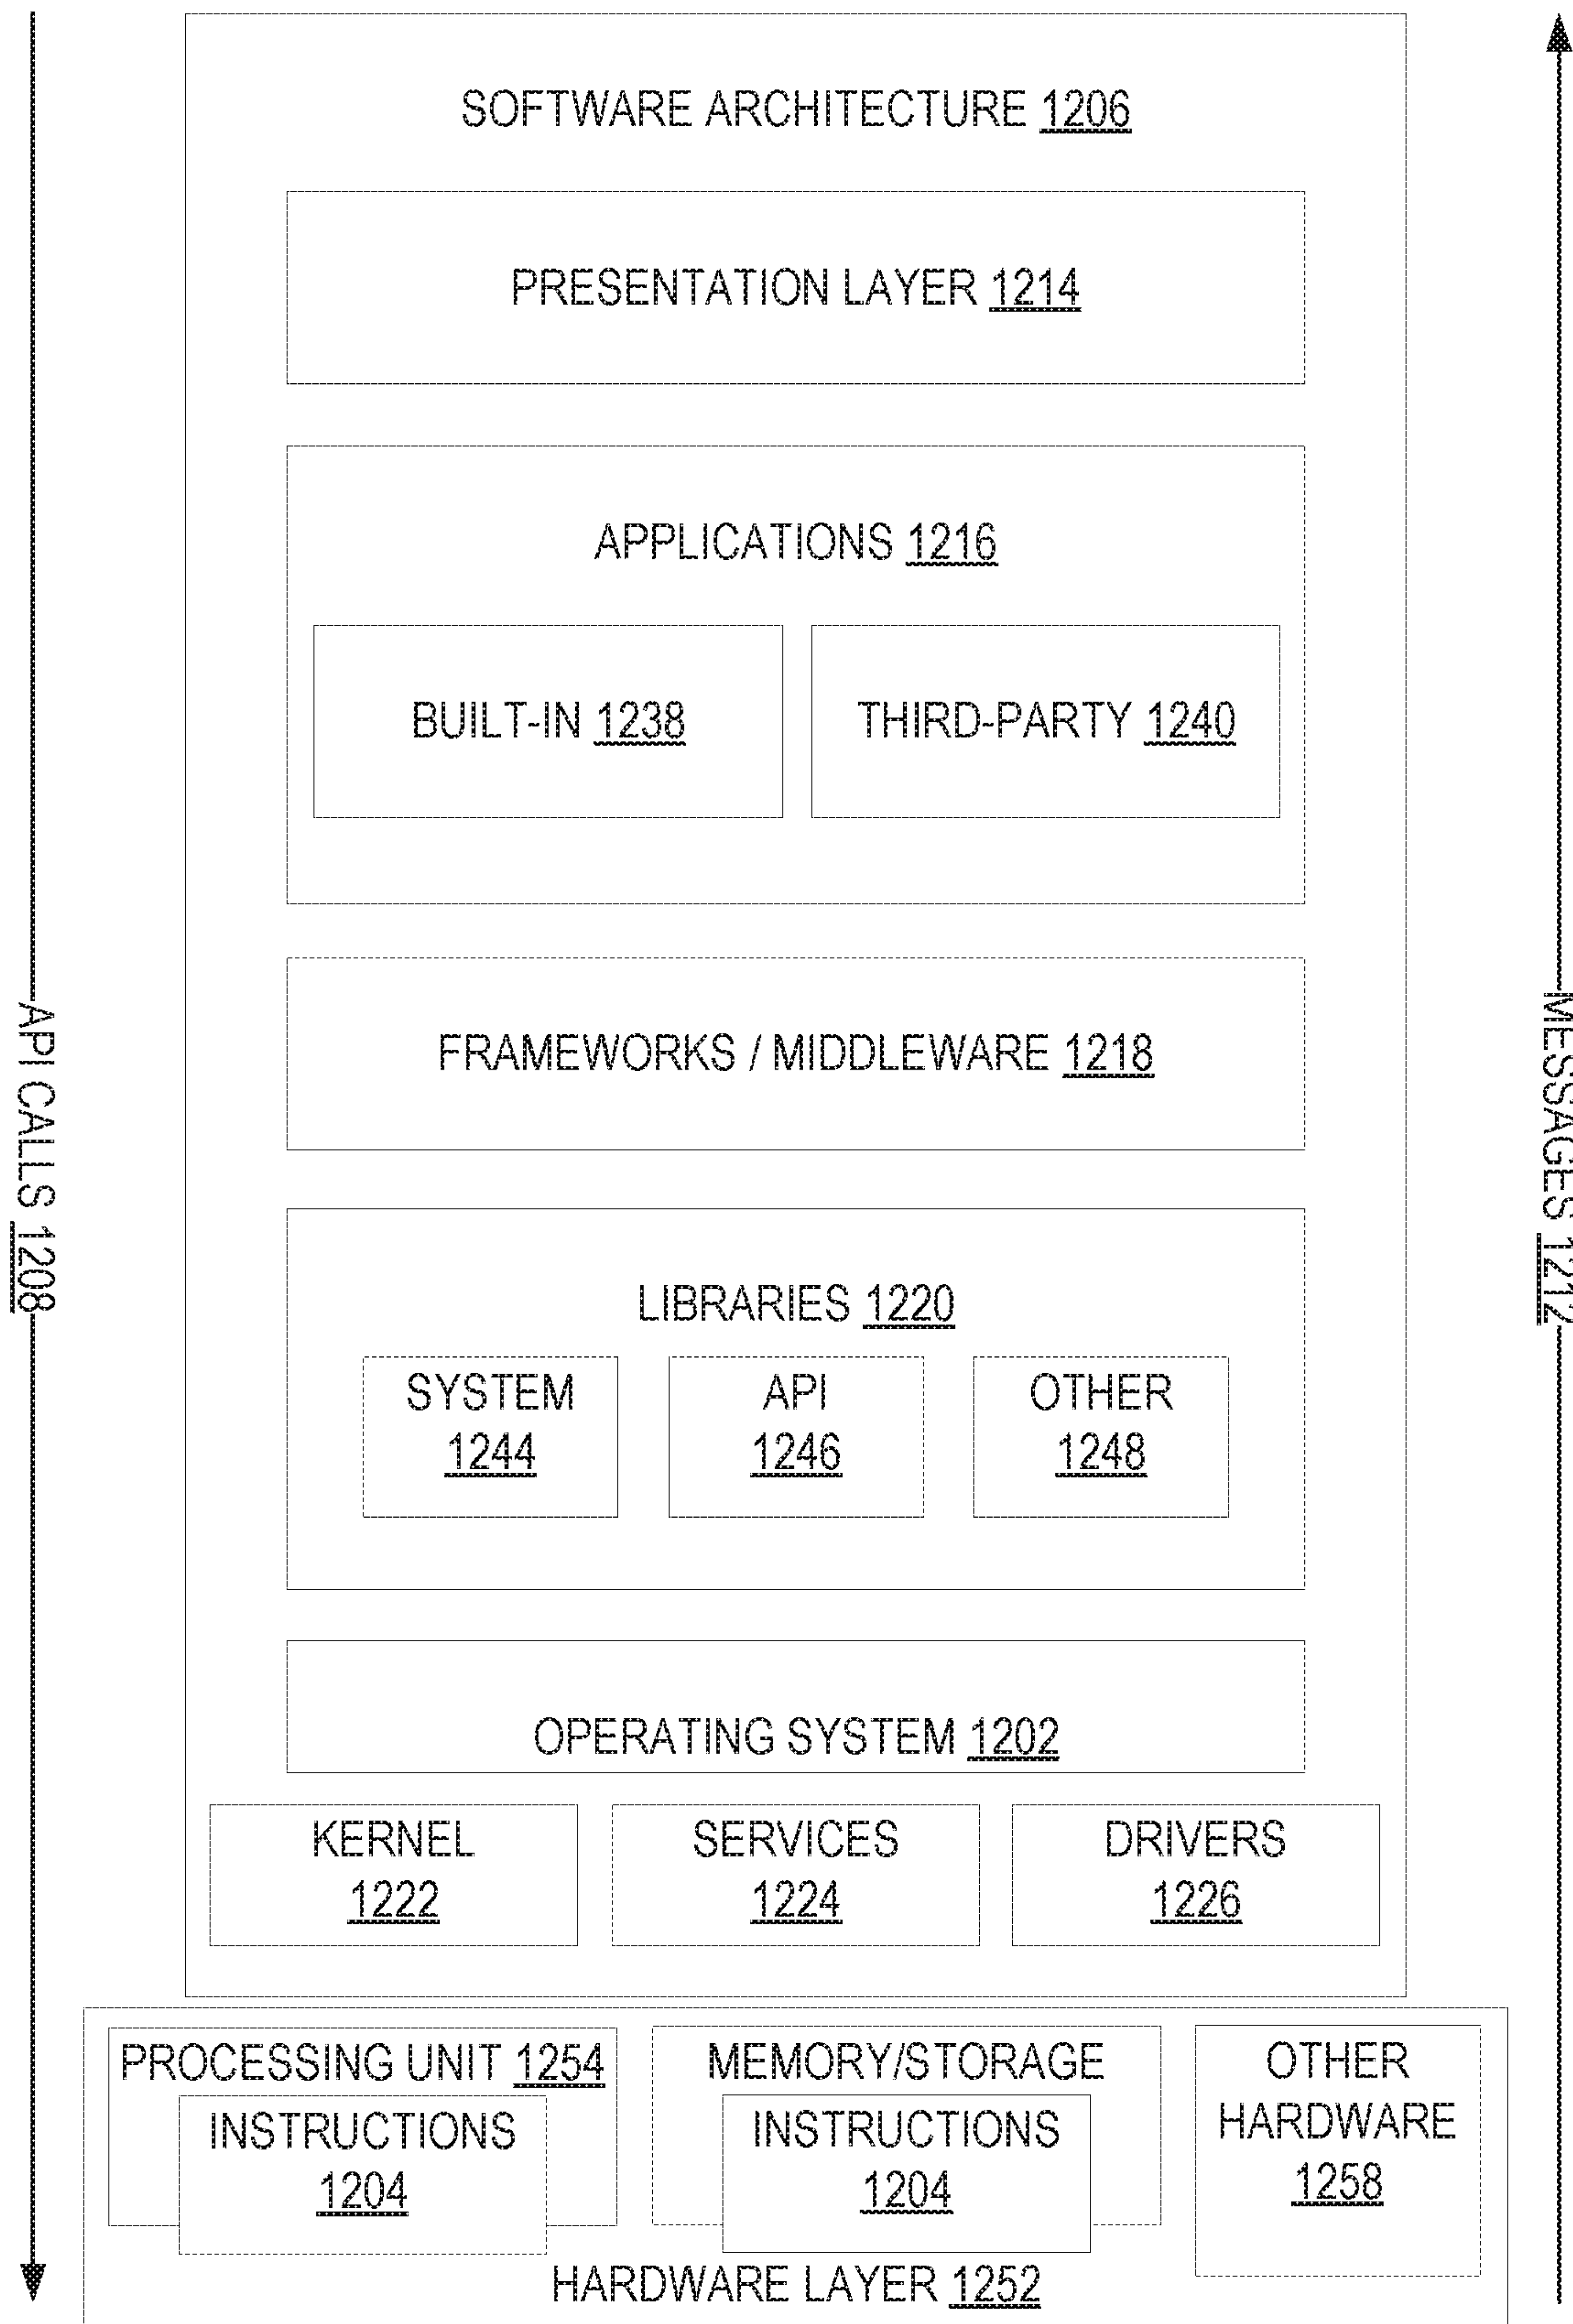 SOFTWARE ARCHITECTURE 1206
PRESENTATION LAYER 1214
APPLICATIONS 1216
BUILT-IN 1238
THIRD-PARTY 1240
FRAMEWORKS / MIDDLEWARE 1218
API CALLS 1208
MESSAGES 1212
LIBRARIES 1220
SYSTEM
1244
API
1246
OTHER
1248
OPERATING SYSTEM 1202
KERNEL
1222
SERVICES
1224
DRIVERS
1226
PROCESSING UNIT 1254
INSTRUCTIONS
1204
MEMORY/STORAGE
INSTRUCTIONS
1204
OTHER
HARDWARE
1258
HARDWARE LAYER 1252